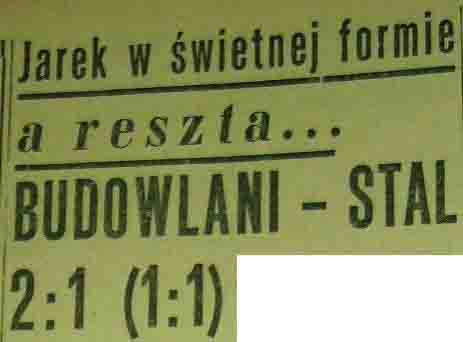 Jarek w świetnej formie
a reszta...
BUDOWLANI - STAL
2:1 (1:1)